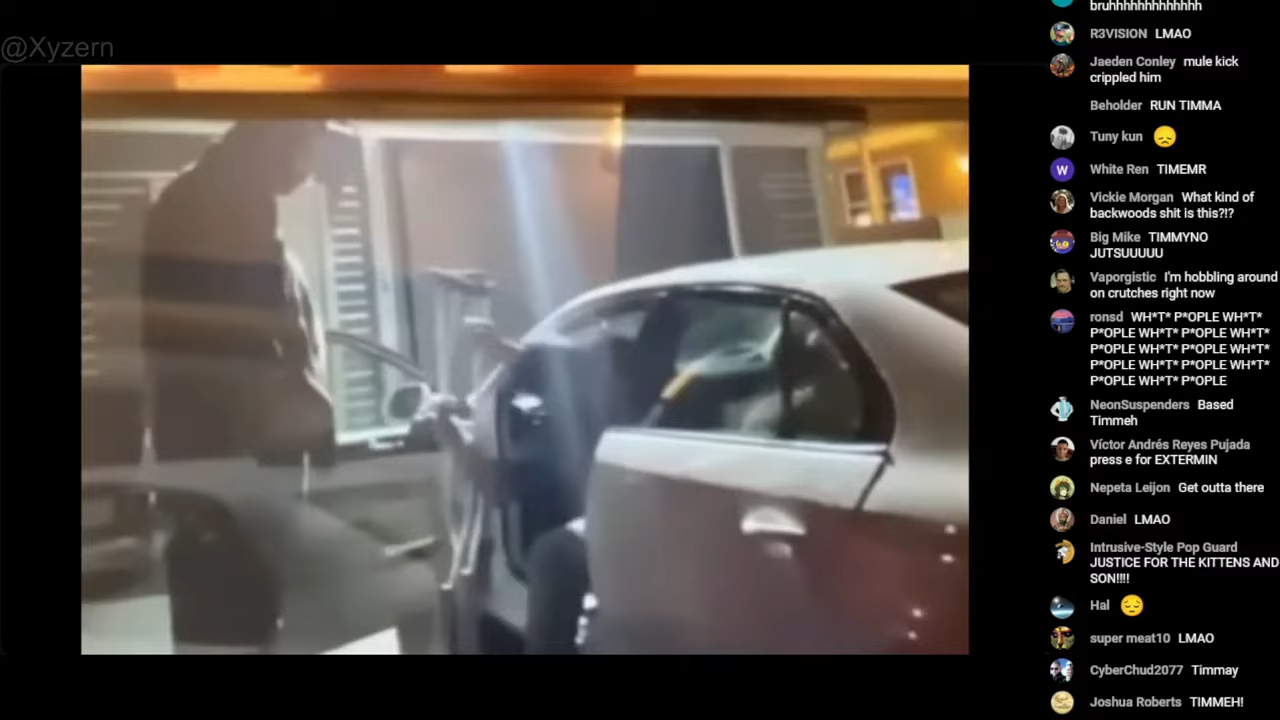 bruhhhhhhhhhhhhh
@Xyzern
R3VISION LMAO
Jaeden Conley mule kick
crippled him
Beholder RUN TIMMA
Tuny kun 😞
W
White Ren TIMEMR
Vickie Morgan What kind of
backwoods shit is this?!?
Big Mike TIMMYNO
JUTSUUUUU
Vaporgistic I'm hobbling around
on crutches right now
ronsd WH*T* P*OPLE WH*T*
P*OPLE WH*T* P*OPLE WH*T*
P*OPLE WH*T* P*OPLE WH*T*
P*OPLE WH*T* P*OPLE WH*T*
P*OPLE WH*T* P*OPLE
NeonSuspenders Based
Timmeh
Víctor Andrés Reyes Pujada
press e for EXTERMIN
Nepeta Leijon Get outta there
Daniel LMAO
Intrusive-Style Pop Guard
JUSTICE FOR THE KITTENS AND
SON!!!!
Hal 😔
super meat10 LMAO
CyberChud2077 Timmay
Joshua Roberts TIMMEH!